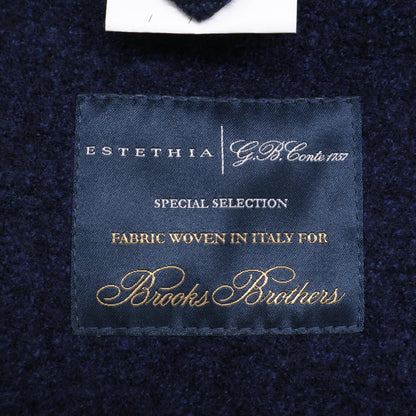 ESTETHIA | G.B. Conte 1757
SPECIAL SELECTION
FABRIC WOVEN IN ITALY FOR
Brooks Brothers